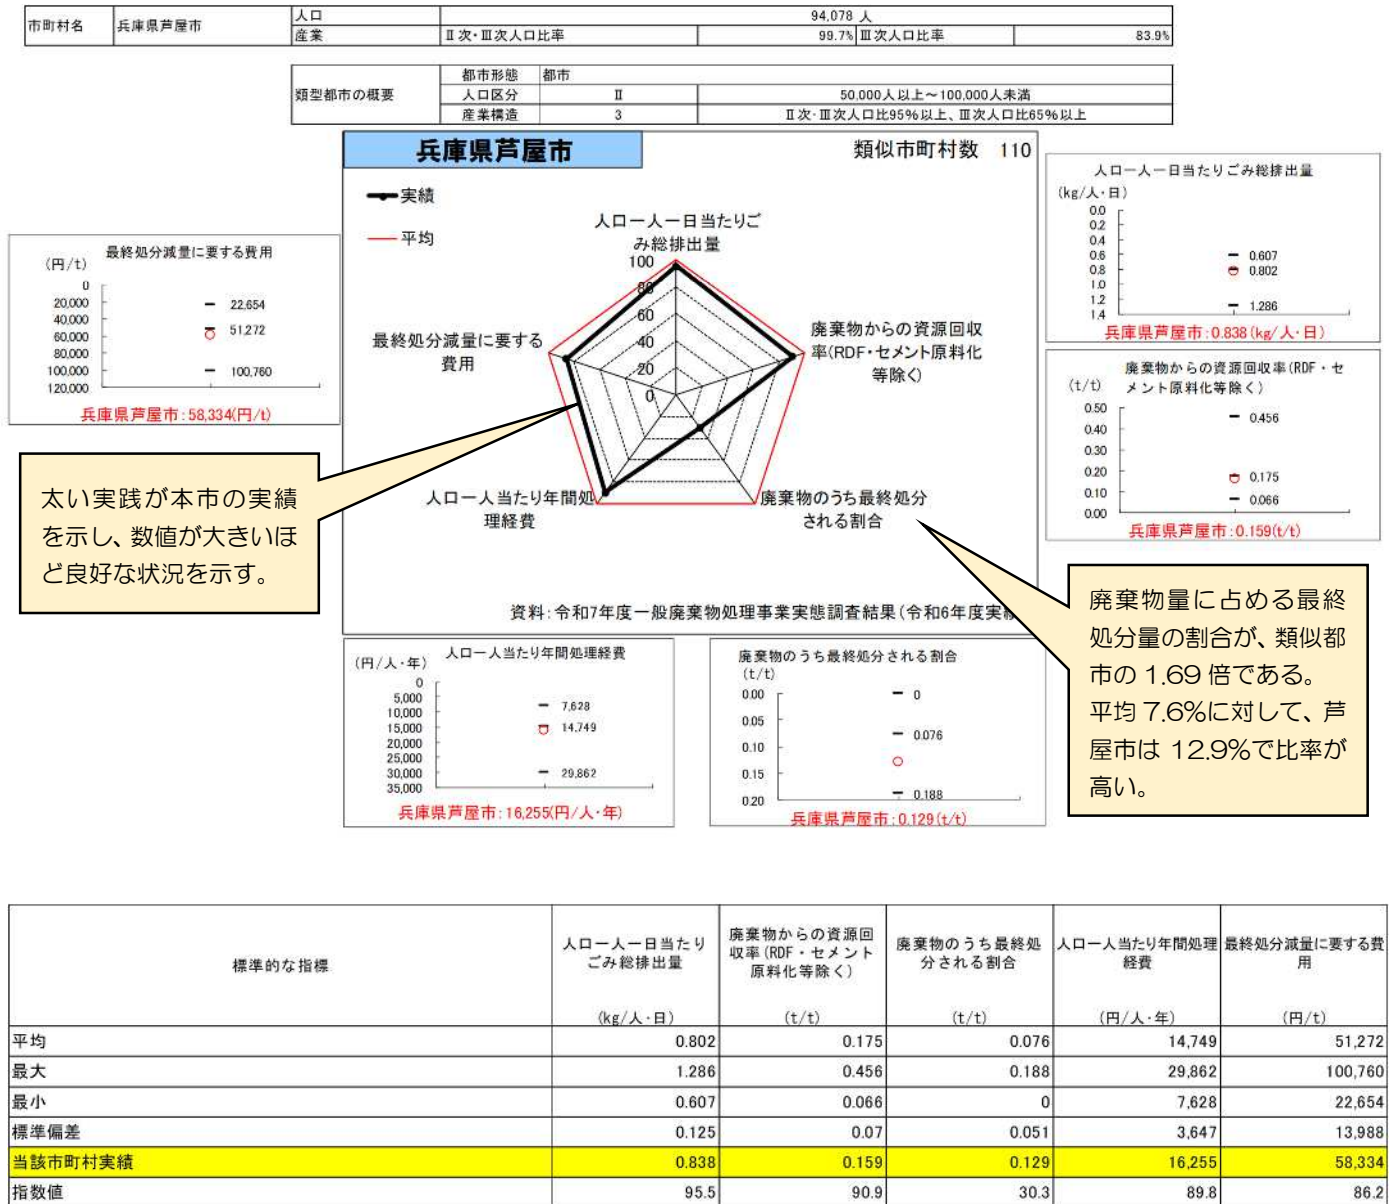 市町村名 兵庫県芦屋市 人口 94,078 人
産業 Ⅱ次・Ⅲ次人口比率 99.7% Ⅲ次人口比率 83.9%
類型都市の概要 都市形態 都市
人口区分 Ⅱ 50,000人以上～100,000人未満
産業構造 3 Ⅱ次・Ⅲ次人口比95%以上、Ⅲ次人口比65%以上
兵庫県芦屋市
類似市町村数 110
実績
平均
人口一人一日当たりご
み総排出量
100
80
60
40
20
0
廃棄物からの資源回収
率(RDF・セメント原料化
等除く)
廃棄物のうち最終処分
される割合
人口一人当たり年間処
理経費
最終処分減量に要する
費用
資料:令和7年度一般廃棄物処理事業実態調査結果(令和6年度実績
最終処分減量に要する費用
(円/t)
0
20,000
40,000
60,000
80,000
100,000
120,000
22,654
51,272
100,760
兵庫県芦屋市:58,334(円/t)
人口一人一日当たりごみ総排出量
(kg/人・日)
0.0
0.2
0.4
0.6
0.8
1.0
1.2
1.4
0.607
0.802
1.286
兵庫県芦屋市:0.838(kg/人・日)
廃棄物からの資源回収率(RDF・セ
メント原料化等除く)
(t/t)
0.50
0.40
0.30
0.20
0.10
0.00
0.456
0.175
0.066
兵庫県芦屋市:0.159(t/t)
太い実践が本市の実績
を示し、数値が大きいほ
ど良好な状況を示す。
廃棄物量に占める最終
処分量の割合が、類似都
市の 1.69 倍である。
平均 7.6%に対して、芦
屋市は 12.9%で比率が
高い。
人口一人当たり年間処理経費
(円/人・年)
0
5,000
10,000
15,000
20,000
25,000
30,000
35,000
7,628
14,749
29,862
兵庫県芦屋市:16,255(円/人・年)
廃棄物のうち最終処分される割合
(t/t)
0.00
0.05
0.10
0.15
0.20
0
0.076
0.188
兵庫県芦屋市:0.129(t/t)
標準的な指標 人口一人一日当たりごみ総排出量 (kg/人・日) 廃棄物からの資源回収率(RDF・セメント原料化等除く) (t/t) 廃棄物のうち最終処分される割合 (t/t) 人口一人当たり年間処理経費 (円/人・年) 最終処分減量に要する費用 (円/t)
平均 0.802 0.175 0.076 14,749 51,272
最大 1.286 0.456 0.188 29,862 100,760
最小 0.607 0.066 0 7,628 22,654
標準偏差 0.125 0.07 0.051 3,647 13,988
当該市町村実績 0.838 0.159 0.129 16,255 58,334
指数値 95.5 90.9 30.3 89.8 86.2